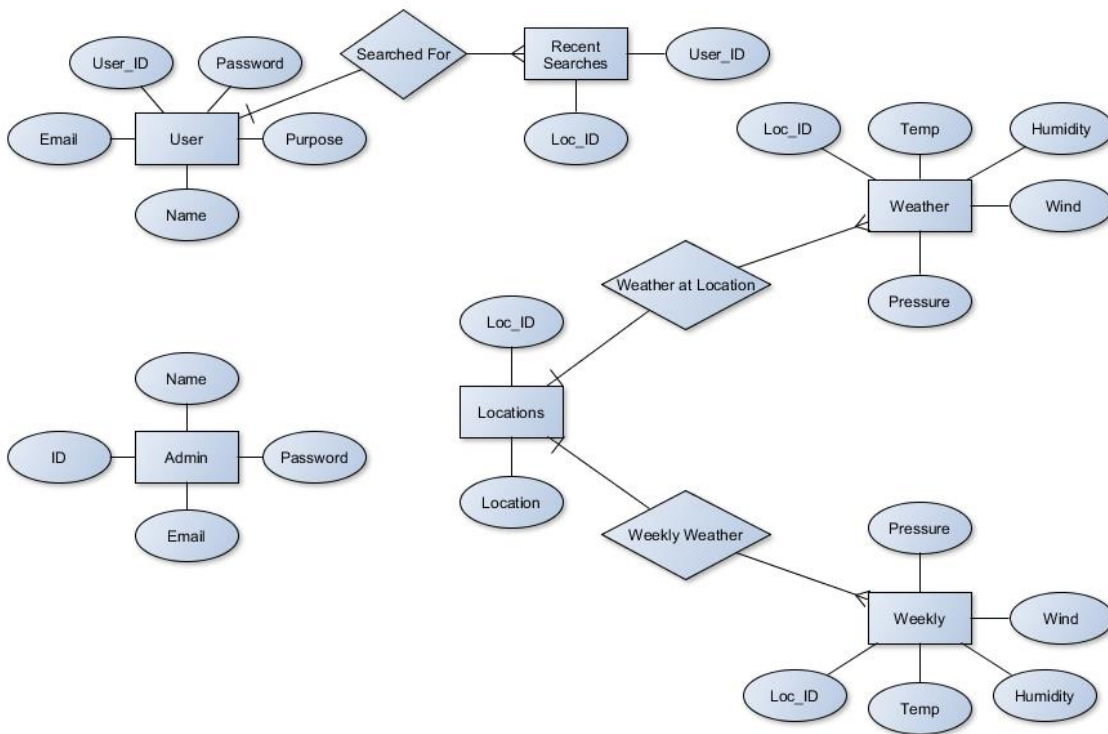 Searched For
Recent
Searches
User_ID
User_ID
Password
Email
User
Purpose
Loc_ID
Name
Loc_ID
Temp
Humidity
Weather
Wind
Weather at Location
Pressure
Loc_ID
Name
Locations
ID
Admin
Password
Location
Email
Weekly Weather
Pressure
Weekly
Wind
Loc_ID
Temp
Humidity